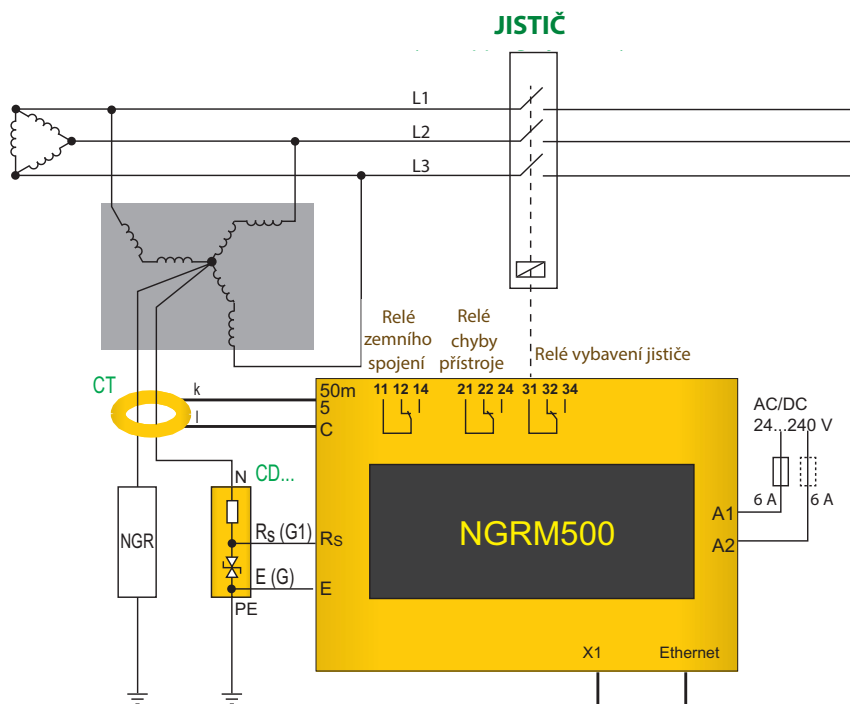 JISTIČ
L1
L2
L3
Relé
zemního
spojení
Relé
chyby
přístroje
Relé vybavení jističe
CT
k
l
50m
5
C
11 12 14
21 22 24
31 32 34
AC/DC
24...240 V
6 A
6 A
N
CD...
NGR
RS (G1)
RS
E (G)
E
PE
NGRM500
A1
A2
X1
Ethernet